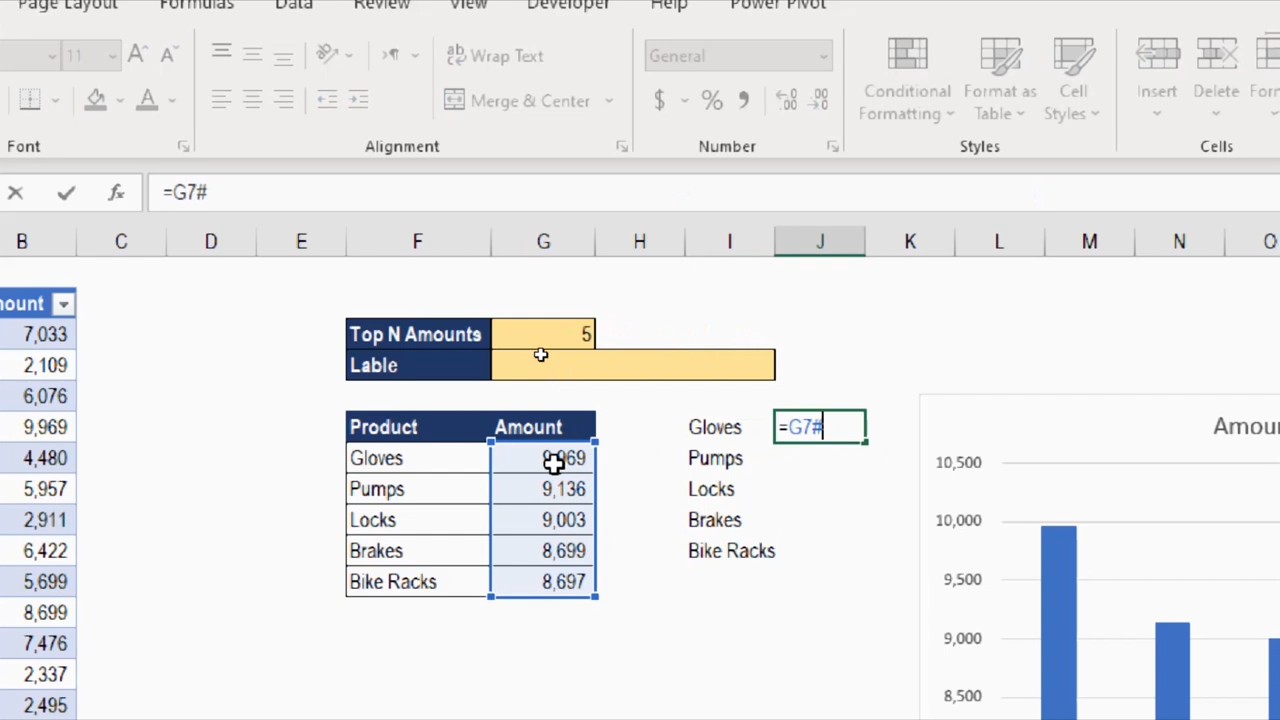 Page Layout Formulas Data Review View Developer Help Power Pivot
11 A A ab Wrap Text General
A Merge & Center $ % , Conditional Formatting Format as Table Cell Styles Insert Delete
Font Alignment Number Styles Cells
fx =G7#
B C D E F G H I J K L M N O
ount
7,033 Top N Amounts 5
2,109 Lable
6,076
9,969 Product Amount Gloves =G7# Amou
4,480 Gloves 9,969 Pumps 10,500
5,957 Pumps 9,136 Locks
2,911 Locks 9,003 Brakes 10,000
6,422 Brakes 8,699 Bike Racks
5,699 Bike Racks 8,697 9,500
8,699
7,476 9,000
2,337
2,495 8,500